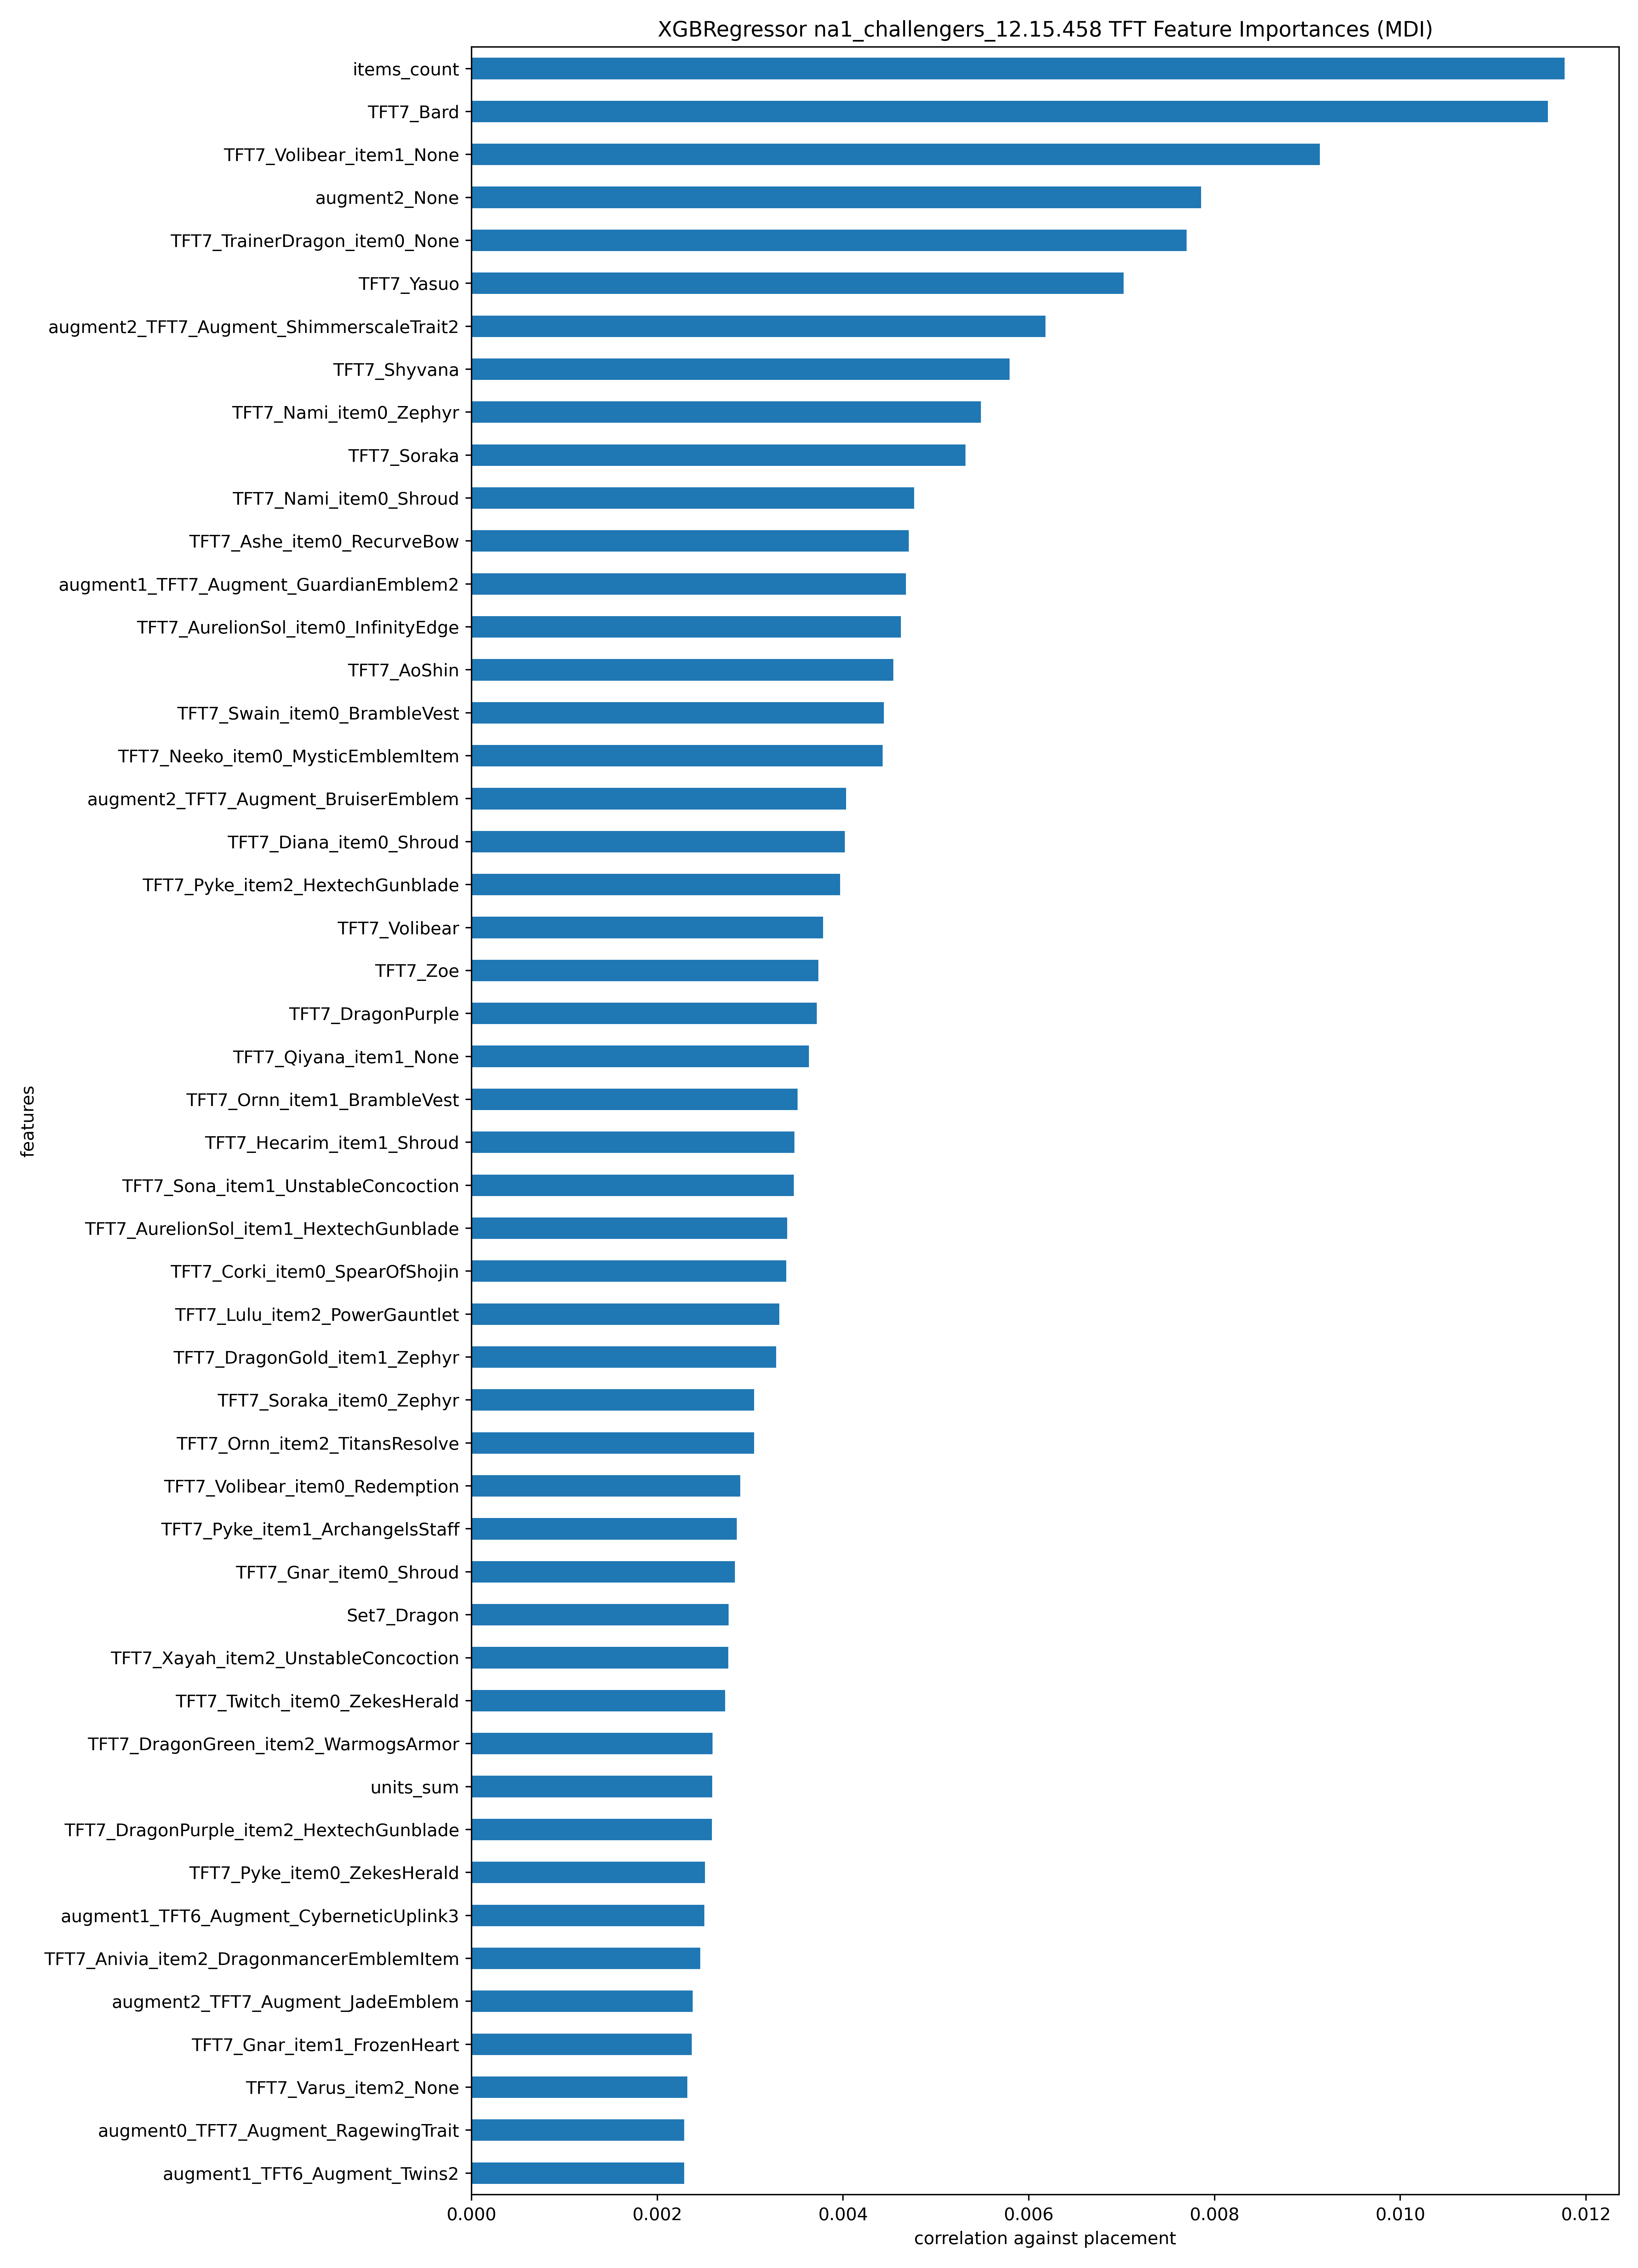 XGBRegressor na1_challengers_12.15.458 TFT Feature Importances (MDI)
items_count
TFT7_Bard
TFT7_Volibear_item1_None
augment2_None
TFT7_TrainerDragon_item0_None
TFT7_Yasuo
augment2_TFT7_Augment_ShimmerscaleTrait2
TFT7_Shyvana
TFT7_Nami_item0_Zephyr
TFT7_Soraka
TFT7_Nami_item0_Shroud
TFT7_Ashe_item0_RecurveBow
augment1_TFT7_Augment_GuardianEmblem2
TFT7_AurelionSol_item0_InfinityEdge
TFT7_AoShin
TFT7_Swain_item0_BrambleVest
TFT7_Neeko_item0_MysticEmblemItem
augment2_TFT7_Augment_BruiserEmblem
TFT7_Diana_item0_Shroud
TFT7_Pyke_item2_HextechGunblade
TFT7_Volibear
TFT7_Zoe
TFT7_DragonPurple
TFT7_Qiyana_item1_None
TFT7_Ornn_item1_BrambleVest
TFT7_Hecarim_item1_Shroud
TFT7_Sona_item1_UnstableConcoction
TFT7_AurelionSol_item1_HextechGunblade
TFT7_Corki_item0_SpearOfShojin
TFT7_Lulu_item2_PowerGauntlet
TFT7_DragonGold_item1_Zephyr
TFT7_Soraka_item0_Zephyr
TFT7_Ornn_item2_TitansResolve
TFT7_Volibear_item0_Redemption
TFT7_Pyke_item1_ArchangelsStaff
TFT7_Gnar_item0_Shroud
Set7_Dragon
TFT7_Xayah_item2_UnstableConcoction
TFT7_Twitch_item0_ZekesHerald
TFT7_DragonGreen_item2_WarmogsArmor
units_sum
TFT7_DragonPurple_item2_HextechGunblade
TFT7_Pyke_item0_ZekesHerald
augment1_TFT6_Augment_CyberneticUplink3
TFT7_Anivia_item2_DragonmancerEmblemItem
augment2_TFT7_Augment_JadeEmblem
TFT7_Gnar_item1_FrozenHeart
TFT7_Varus_item2_None
augment0_TFT7_Augment_RagewingTrait
augment1_TFT6_Augment_Twins2
features
0.000 0.002 0.004 0.006 0.008 0.010 0.012
correlation against placement